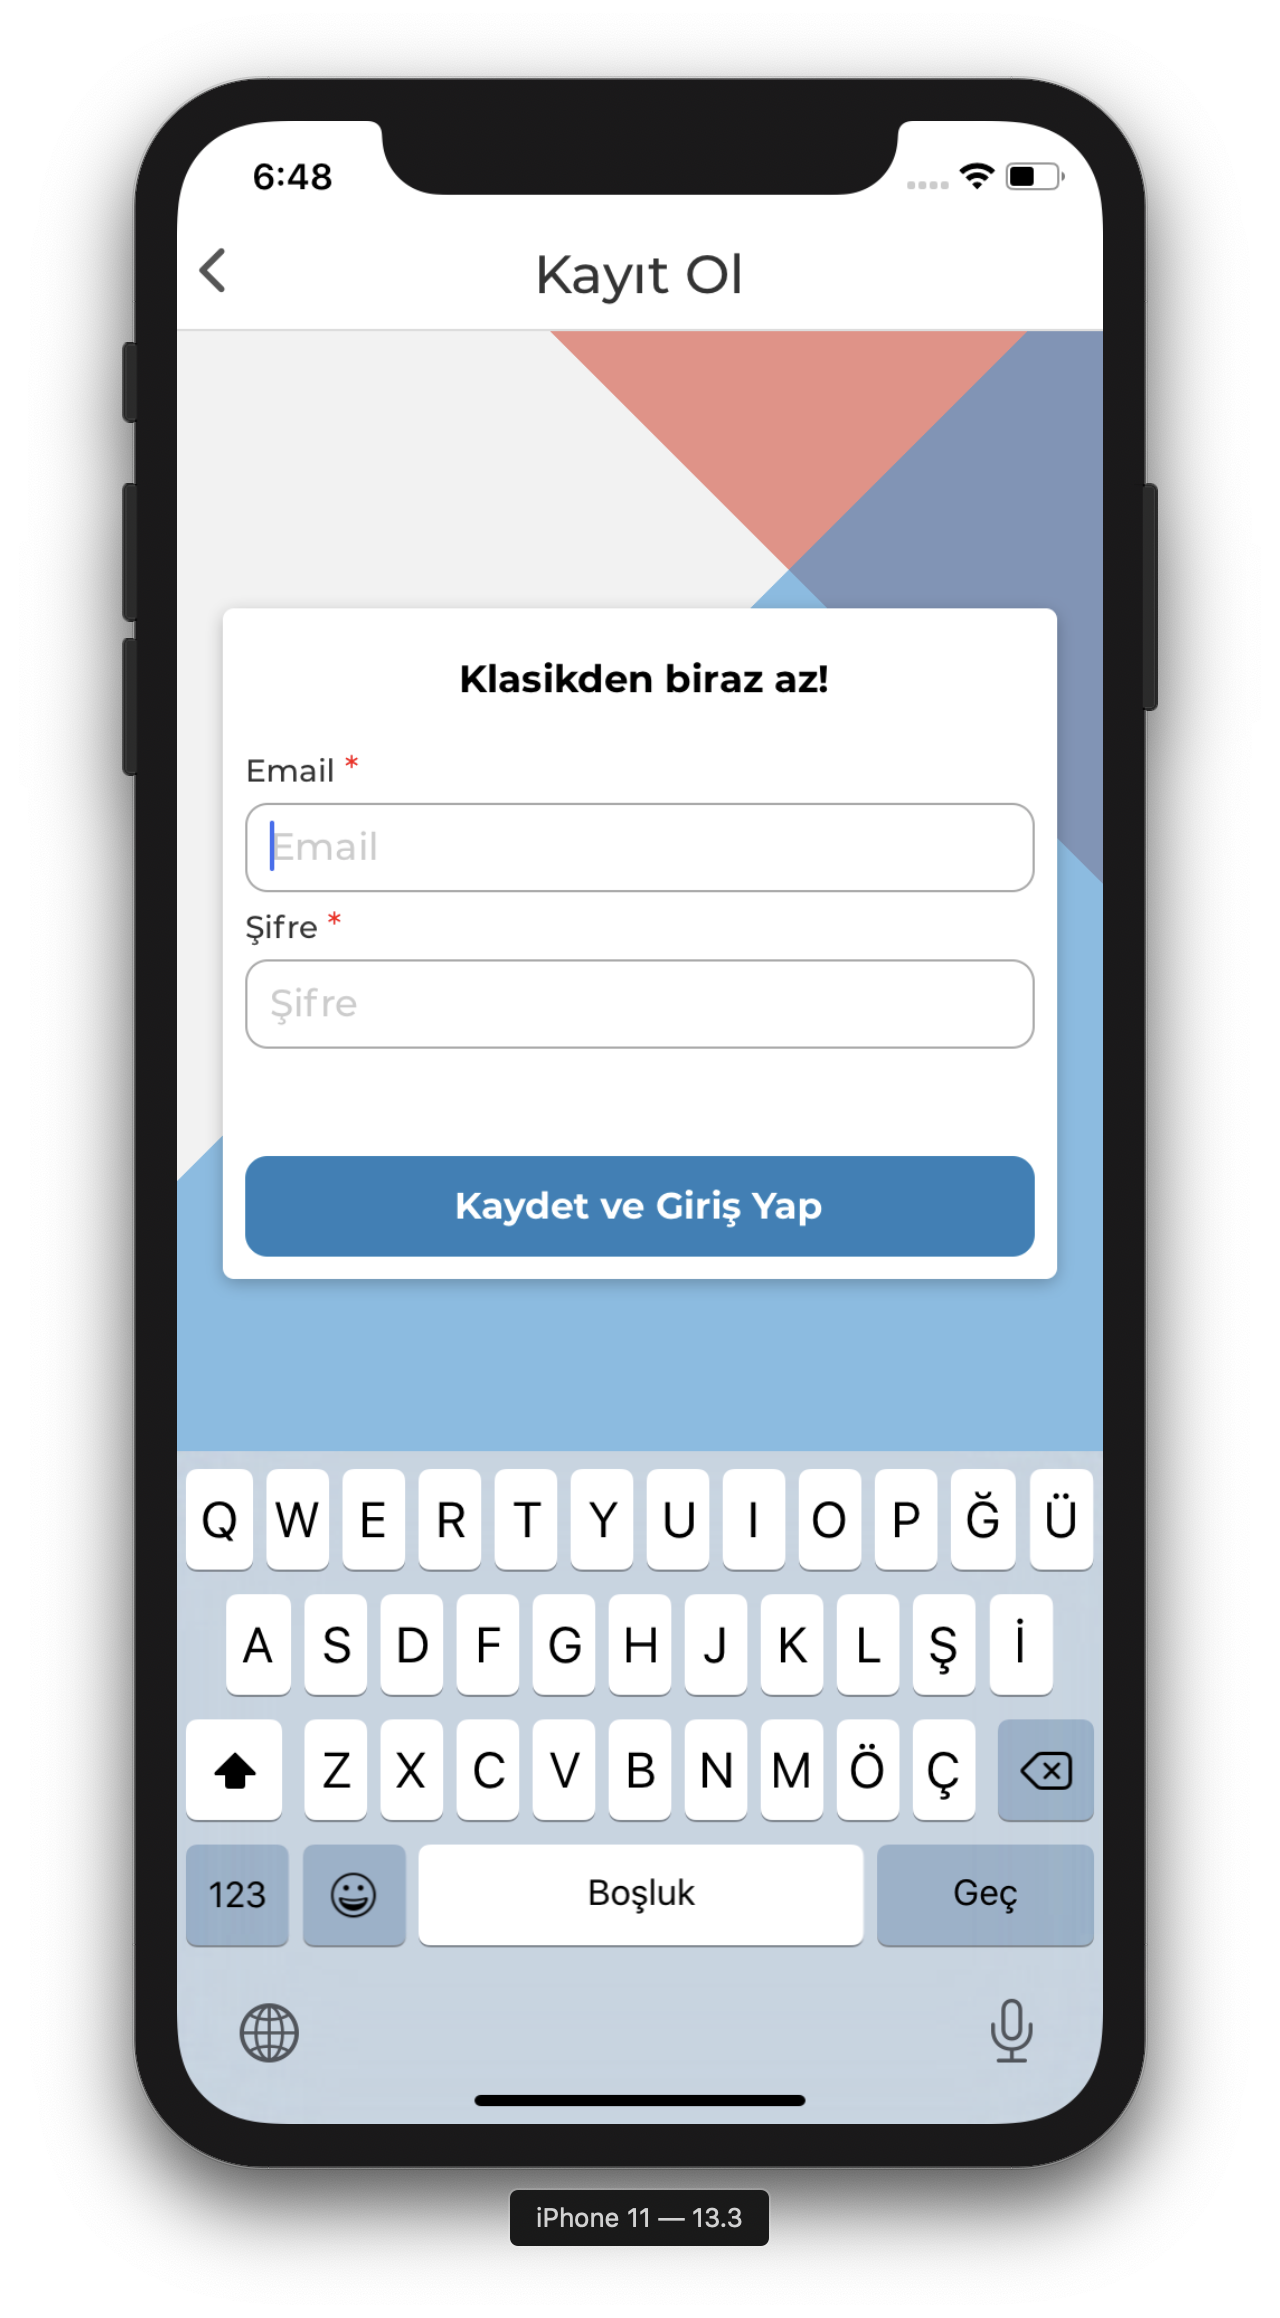 6:48
Kayıt Ol
Klasikden biraz az!
Email *
Email
Şifre *
Şifre
Kaydet ve Giriş Yap
Q W E R T Y U I O P Ğ Ü
A S D F G H J K L Ş İ
Z X C V B N M Ö Ç
123 Boşluk Geç
iPhone 11 — 13.3